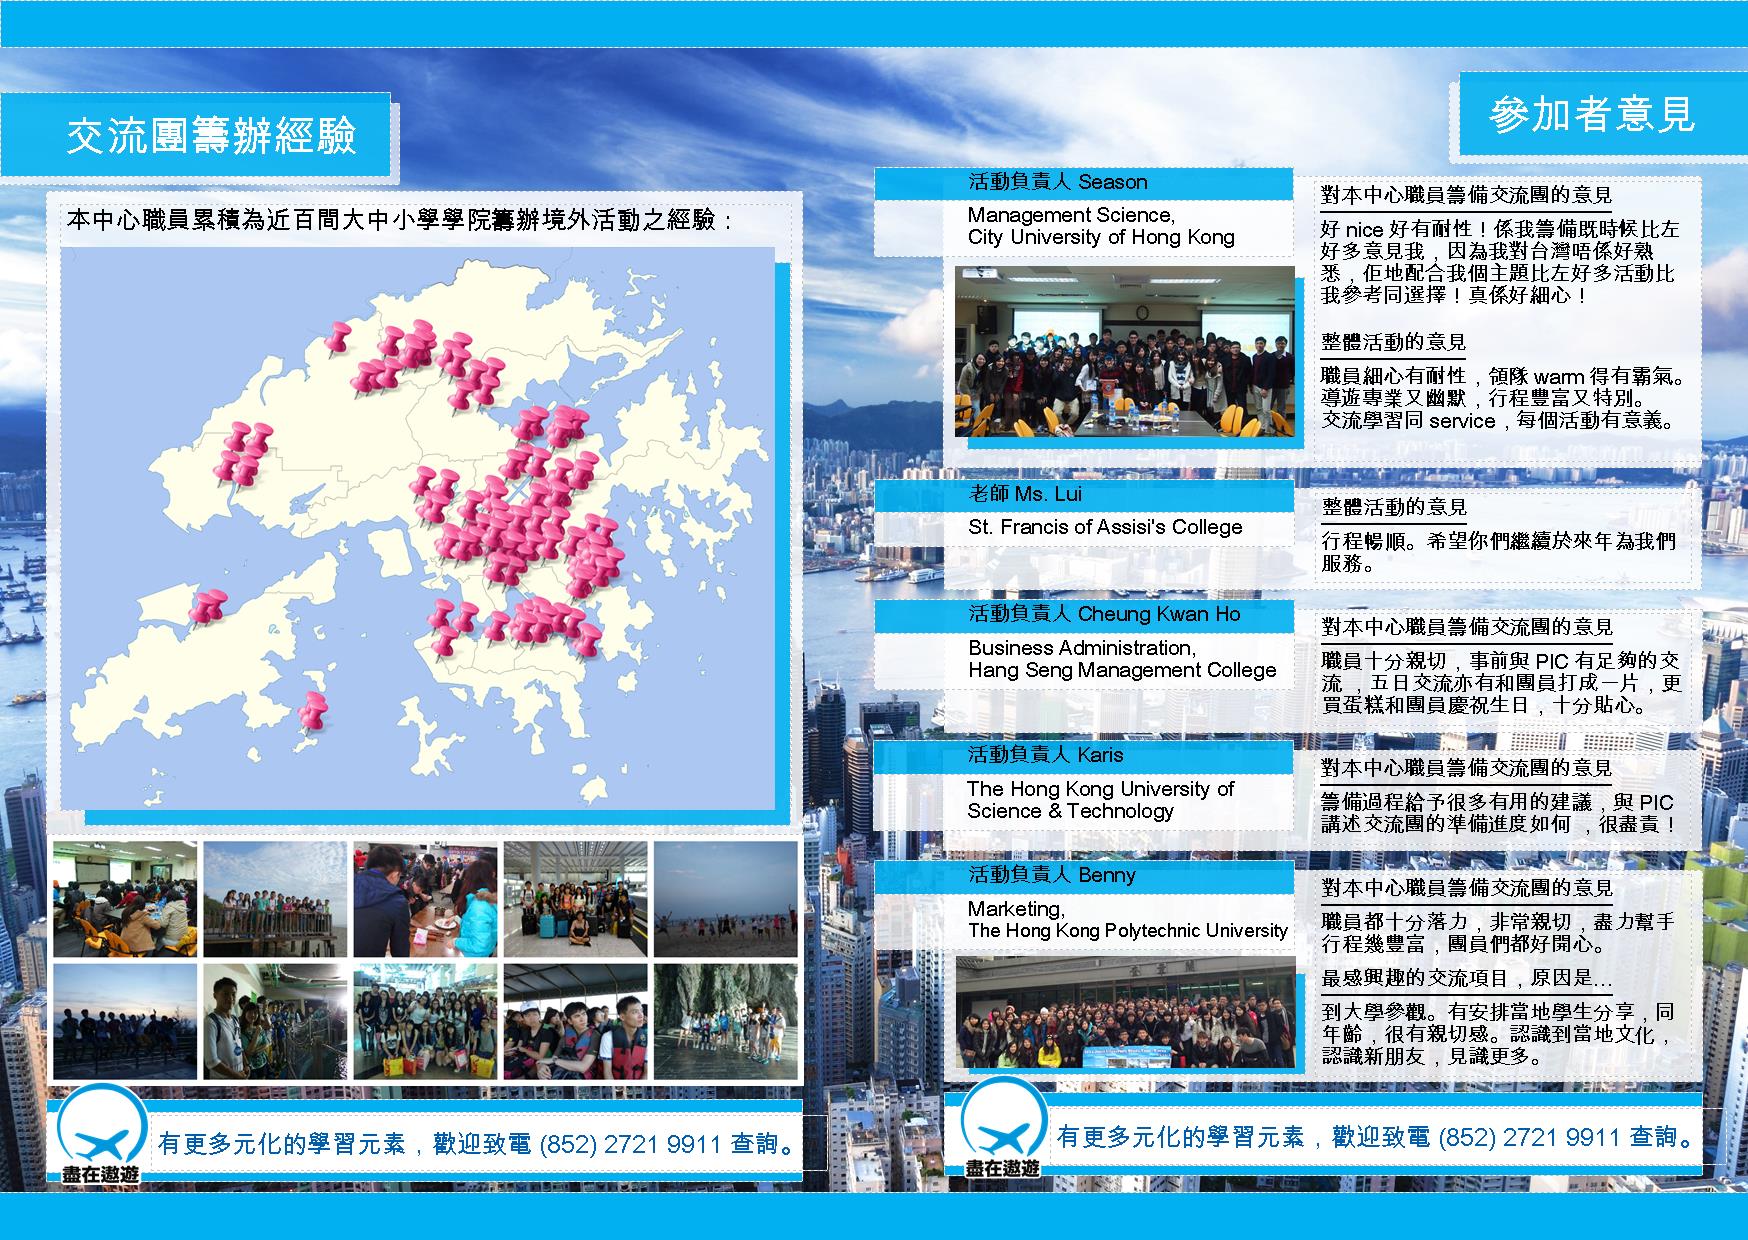 交流團籌辦經驗
本中心職員累積為近百間大中小學學院籌辦境外活動之經驗：
有更多元化的學習元素，歡迎致電 (852) 2721 9911 查詢。
盡在遨遊
參加者意見
活動負責人 Season
Management Science,
City University of Hong Kong
對本中心職員籌備交流團的意見
好 nice 好有耐性！係我籌備既時候比左
好多意見我，因為我對台灣唔係好熟
悉，佢地配合我個主題比左好多活動比
我參考同選擇！真係好細心！
整體活動的意見
職員細心有耐性，領隊 warm 得有霸氣。
導遊專業又幽默，行程豐富又特別。
交流學習同 service，每個活動有意義。
老師 Ms. Lui
St. Francis of Assisi's College
整體活動的意見
行程暢順。希望你們繼續於來年為我們
服務。
活動負責人 Cheung Kwan Ho
Business Administration,
Hang Seng Management College
對本中心職員籌備交流團的意見
職員十分親切，事前與 PIC 有足夠的交
流 ，五日交流亦有和團員打成一片，更
買蛋糕和團員慶祝生日，十分貼心。
活動負責人 Karis
The Hong Kong University of
Science & Technology
對本中心職員籌備交流團的意見
籌備過程給予很多有用的建議，與 PIC
講述交流團的準備進度如何 ，很盡責！
活動負責人 Benny
Marketing,
The Hong Kong Polytechnic University
對本中心職員籌備交流團的意見
職員都十分落力，非常親切，盡力幫手
行程幾豐富，團員們都好開心。
最感興趣的交流項目，原因是...
到大學參觀。有安排當地學生分享，同
年齡，很有親切感。認識到當地文化，
認識新朋友，見識更多。
有更多元化的學習元素，歡迎致電 (852) 2721 9911 查詢。
盡在遨遊